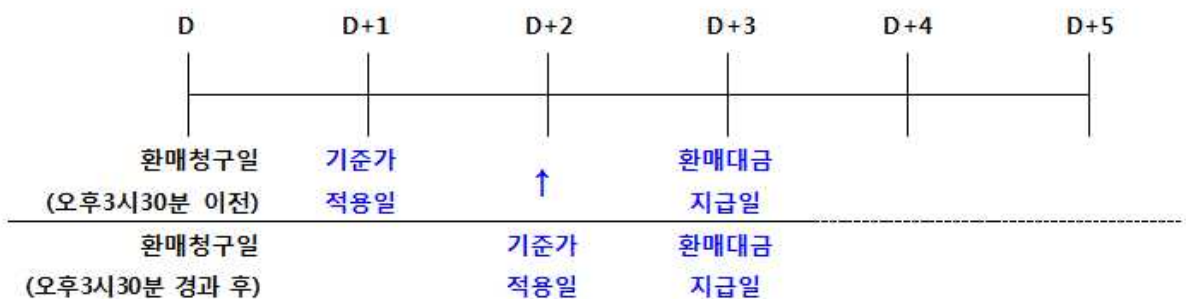 D D+1 D+2 D+3 D+4 D+5
환매청구일 기준가 ↑ 환매대금
(오후3시30분 이전) 적용일 지급일
환매청구일 기준가 환매대금
(오후3시30분 경과 후) 적용일 지급일